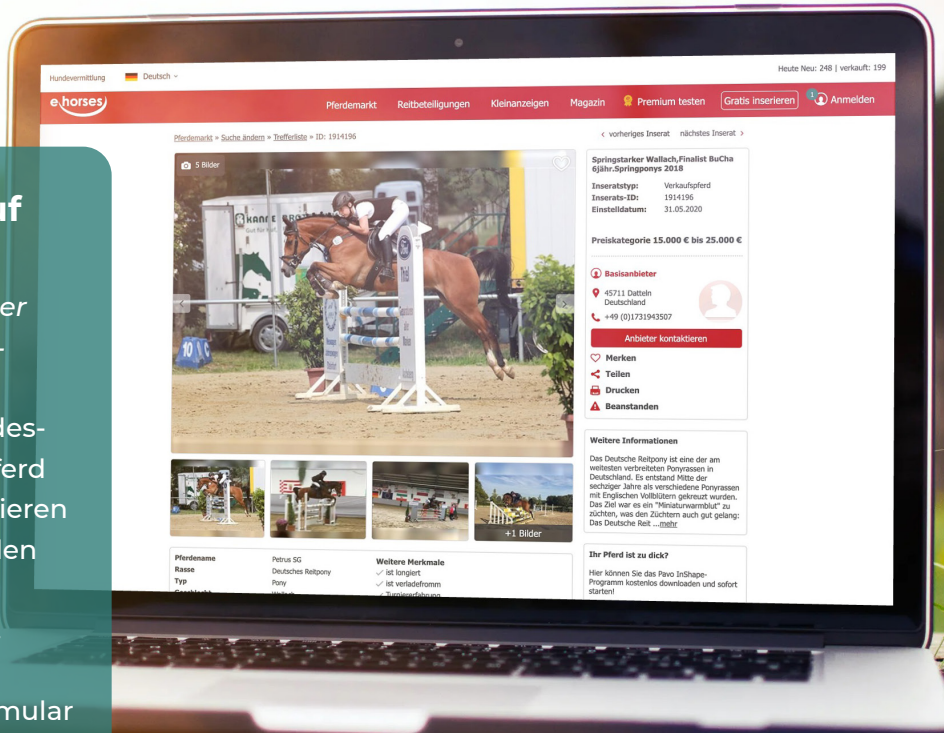 Hundevermittlung
Deutsch
Heute Neu: 248 | verkauft: 199
e horses
Pferdemarkt Reitbeteiligungen Kleinanzeigen Magazin Premium testen Gratis inserieren 1 Anmelden
Pferdemarkt » Suche ändern » Trefferliste » ID: 1914196
‹ vorheriges Inserat nächstes Inserat ›
5 Bilder
KANNE BRO
10 C
Thiel
+1 Bilder
Pferdename Petrus SG
Rasse Deutsches Reitpony
Typ Pony
Weitere Merkmale
✓ ist longiert
✓ ist verladefromm
✓ Turniererfahrung
Springstarker Wallach,Finalist BuCha
6jähr.Springponys 2018
Inseratstyp: Verkaufspferd
Inserats-ID: 1914196
Einstelldatum: 31.05.2020
Preiskategorie 15.000 € bis 25.000 €
Basisanbieter
45711 Datteln
Deutschland
+49 (0)1731943507
Anbieter kontaktieren
Merken
Teilen
Drucken
Beanstanden
Weitere Informationen
Das Deutsche Reitpony ist eine der am
weitesten verbreiteten Ponyrassen in
Deutschland. Es entstand Mitte der
sechziger Jahre als verschiedene Ponyrassen
mit Englischen Vollblütern gekreuzt wurden.
Das Ziel war es ein "Miniaturwarmblut" zu
züchten, was den Züchtern auch gut gelang:
Das Deutsche Reit ...mehr
Ihr Pferd ist zu dick?
Hier können Sie das Pavo InShape-
Programm kostenlos downloaden und sofort
starten!
uf
er
des-
ferd
ieren
den
mular